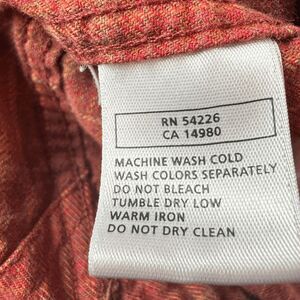 RN 54226
CA 14980
MACHINE WASH COLD
WASH COLORS SEPARATELY
DO NOT BLEACH
TUMBLE DRY LOW
WARM IRON
DO NOT DRY CLEAN